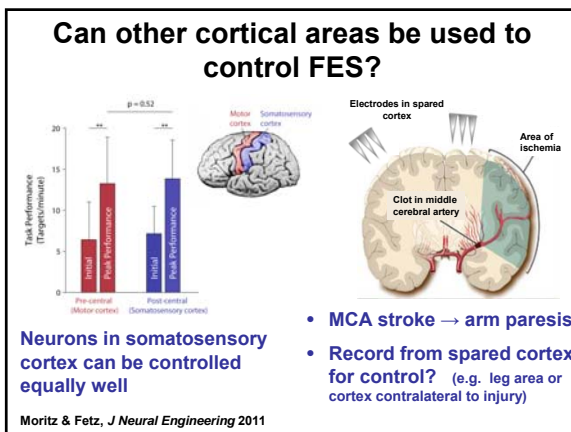 Can other cortical areas be used to
control FES?
p = 0.52
**
**
20
15
10
5
0
Task Performance
(Targets/minute)
Initial
Peak Performance
Initial
Peak Performance
Pre-central
(Motor cortex)
Post-central
(Somatosensory cortex)
Motor
cortex
Somatosensory
cortex
Neurons in somatosensory
cortex can be controlled
equally well
Moritz & Fetz, J Neural Engineering 2011
Electrodes in spared
cortex
Area of
ischemia
Clot in middle
cerebral artery
• MCA stroke → arm paresis
• Record from spared cortex
for control? (e.g. leg area or
cortex contralateral to injury)